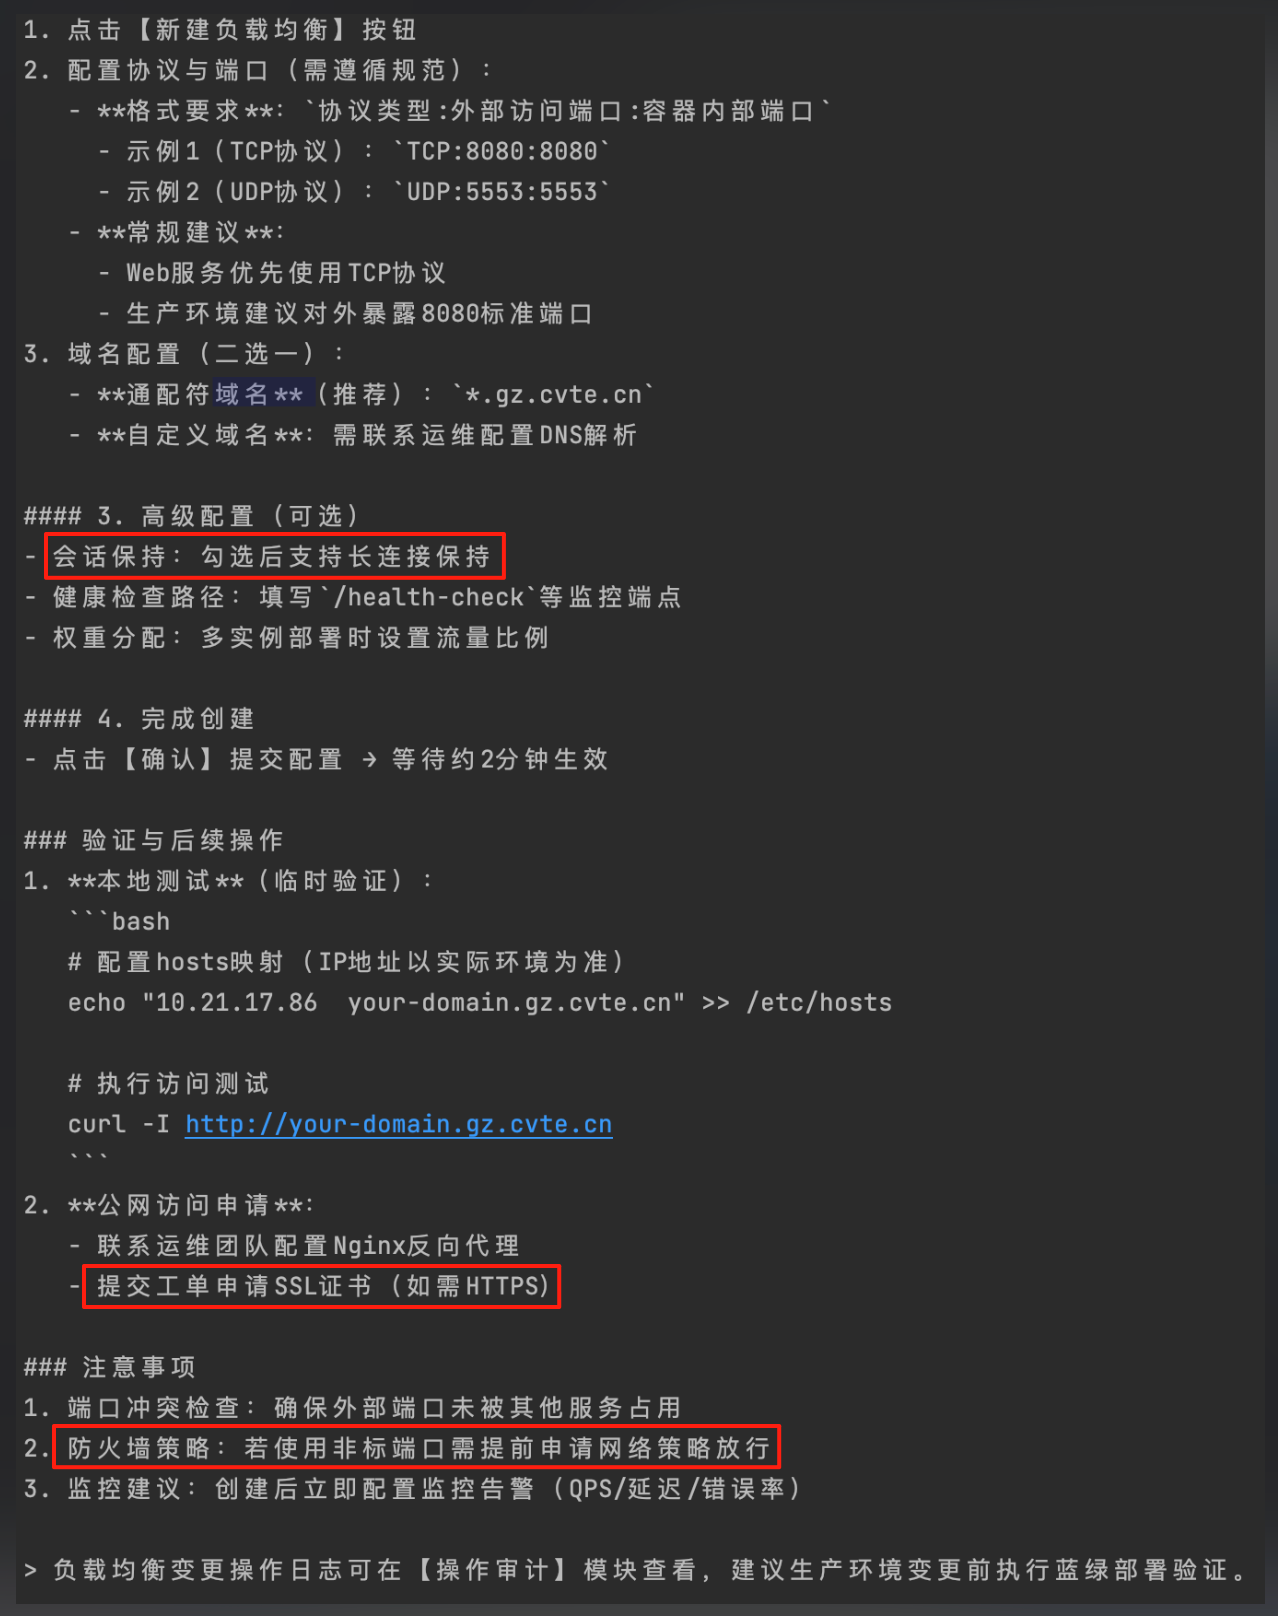 1. 点击【新建负载均衡】按钮
2. 配置协议与端口（需遵循规范）：
- **格式要求**：`协议类型:外部访问端口:容器内部端口`
- 示例1（TCP协议）：`TCP:8080:8080`
- 示例2（UDP协议）：`UDP:5553:5553`
- **常规建议**：
- Web服务优先使用TCP协议
- 生产环境建议对外暴露8080标准端口
3. 域名配置（二选一）：
- **通配符域名**（推荐）：`*.gz.cvte.cn`
- **自定义域名**：需联系运维配置DNS解析
#### 3. 高级配置（可选）
- 会话保持：勾选后支持长连接保持
- 健康检查路径：填写`/health-check`等监控端点
- 权重分配：多实例部署时设置流量比例
#### 4. 完成创建
- 点击【确认】提交配置 → 等待约2分钟生效
### 验证与后续操作
1. **本地测试**（临时验证）：
```bash
# 配置hosts映射（IP地址以实际环境为准）
echo "10.21.17.86  your-domain.gz.cvte.cn" >> /etc/hosts
# 执行访问测试
curl -I http://your-domain.gz.cvte.cn
```
2. **公网访问申请**：
- 联系运维团队配置Nginx反向代理
- 提交工单申请SSL证书（如需HTTPS）
### 注意事项
1. 端口冲突检查：确保外部端口未被其他服务占用
2. 防火墙策略：若使用非标端口需提前申请网络策略放行
3. 监控建议：创建后立即配置监控告警（QPS/延迟/错误率）
> 负载均衡变更操作日志可在【操作审计】模块查看，建议生产环境变更前执行蓝绿部署验证。